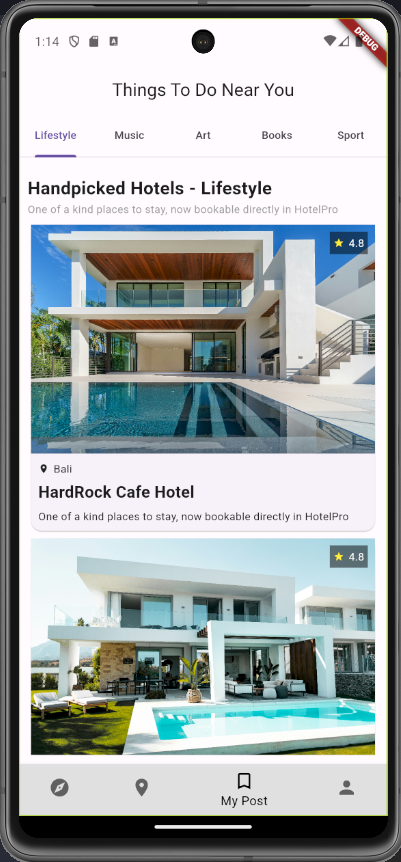 1:14
DEBUG
Things To Do Near You
Lifestyle Music Art Books Sport
Handpicked Hotels - Lifestyle
One of a kind places to stay, now bookable directly in HotelPro
4.8
Bali
HardRock Cafe Hotel
One of a kind places to stay, now bookable directly in HotelPro
4.8
My Post